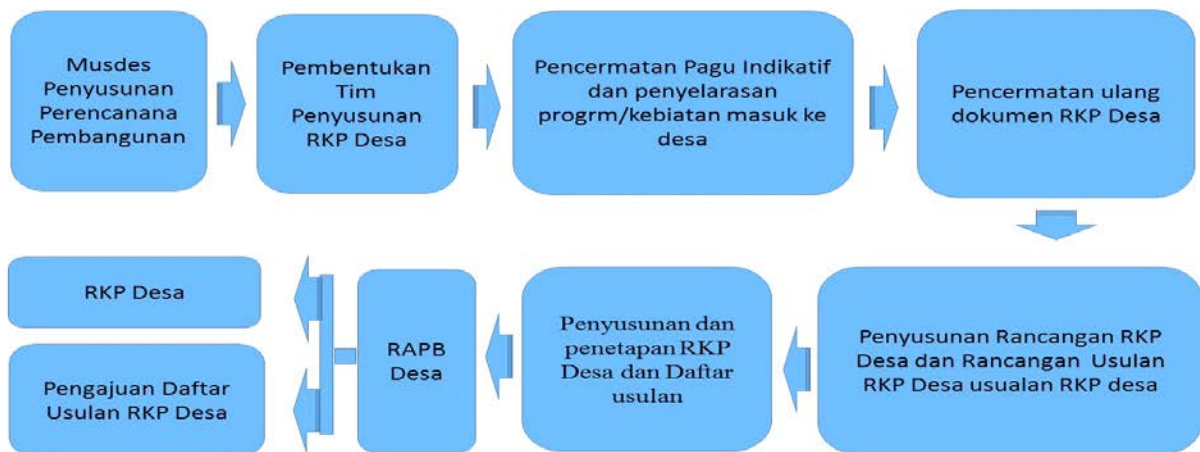 Musdes
Penyusunan
Perencanana
Pembangunan
Pembentukan
Tim
Penyusunan
RKP Desa
Pencermatan Pagu Indikatif
dan penyelarasan
progrm/kebiatan masuk ke
desa
Pencermatan ulang
dokumen RKP Desa
Penyusunan Rancangan RKP
Desa dan Rancangan Usulan
RKP Desa usualan RKP desa
Penyusunan dan
penetapan RKP
Desa dan Daftar
usulan
RAPB
Desa
RKP Desa
Pengajuan Daftar
Usulan RKP Desa